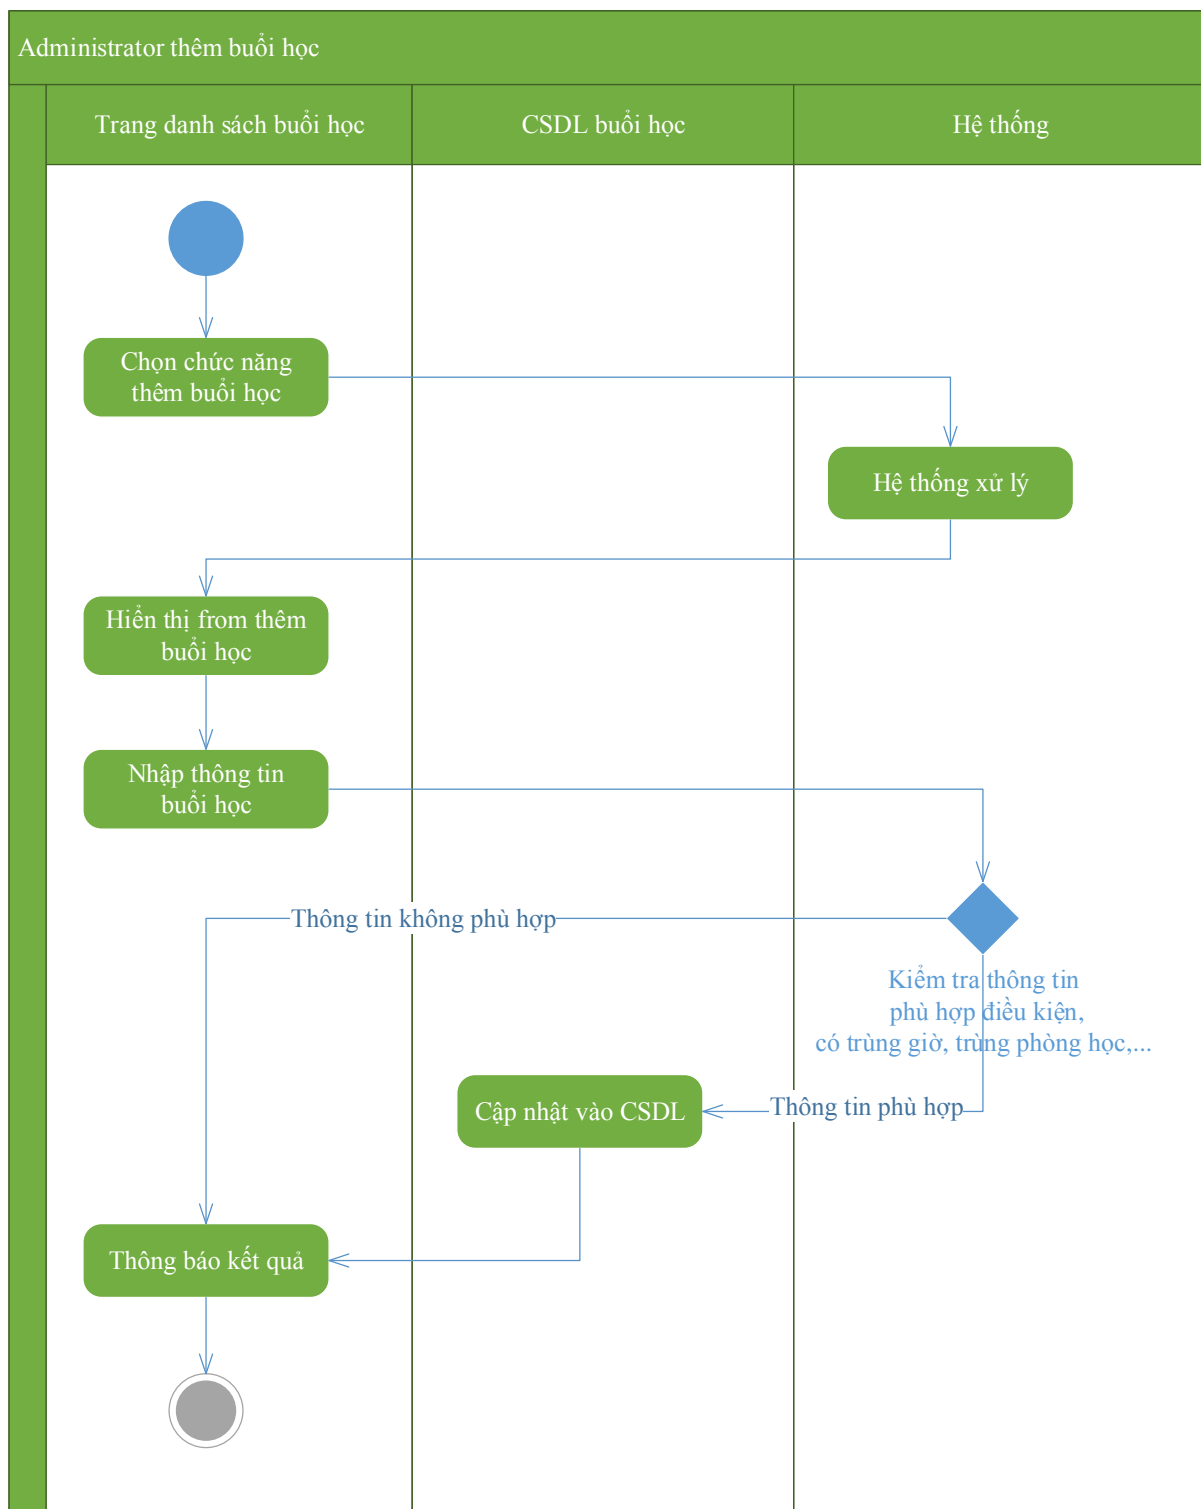 Administrator thêm buổi học
Trang danh sách buổi học
CSDL buổi học
Hệ thống
Chọn chức năng
thêm buổi học
Hệ thống xử lý
Hiển thị from thêm
buổi học
Nhập thông tin
buổi học
Thông tin không phù hợp
Kiểm tra thông tin
phù hợp điều kiện,
có trùng giờ, trùng phòng học,...
Cập nhật vào CSDL
Thông tin phù hợp
Thông báo kết quả